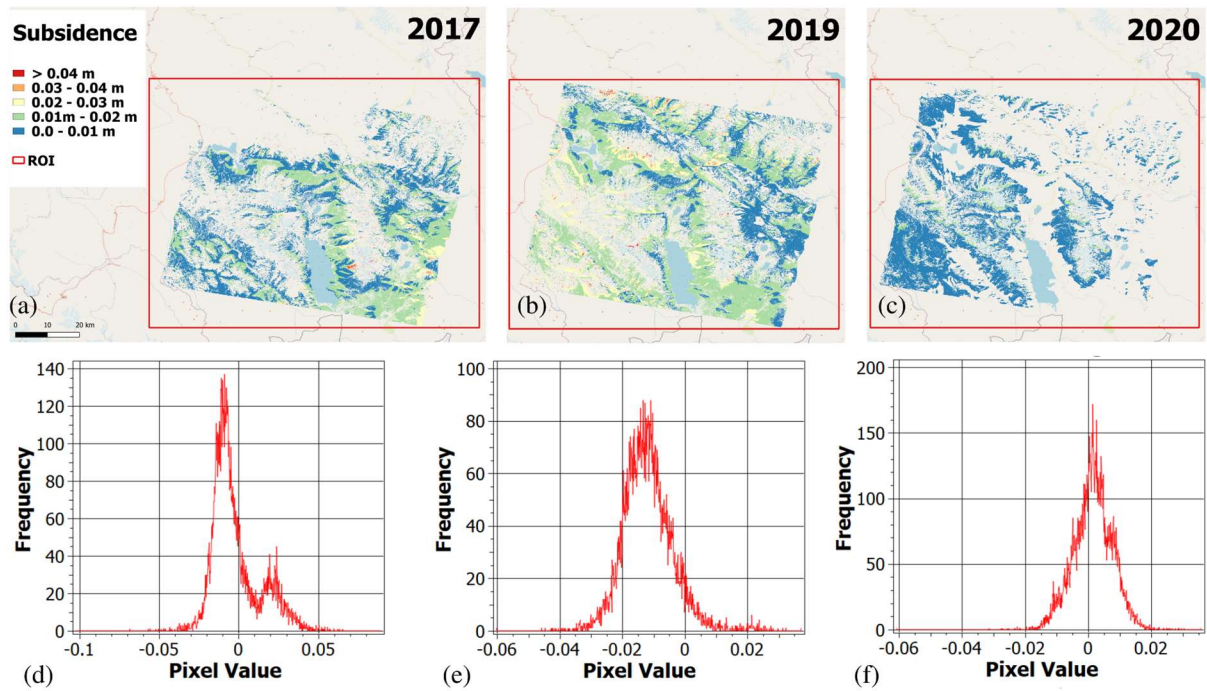 Subsidence
> 0.04 m
0.03 - 0.04 m
0.02 - 0.03 m
0.01m - 0.02 m
0.0 - 0.01 m
ROI
2017
(a)
0 10 20 km
2019
(b)
2020
(c)
140
120
100
80
60
40
20
0
Frequency
-0.1 -0.05 0 0.05
Pixel Value
(d)
100
80
60
40
20
0
Frequency
-0.06 -0.04 -0.02 0 0.02
Pixel Value
(e)
200
150
100
50
0
Frequency
-0.06 -0.04 -0.02 0 0.02
Pixel Value
(f)